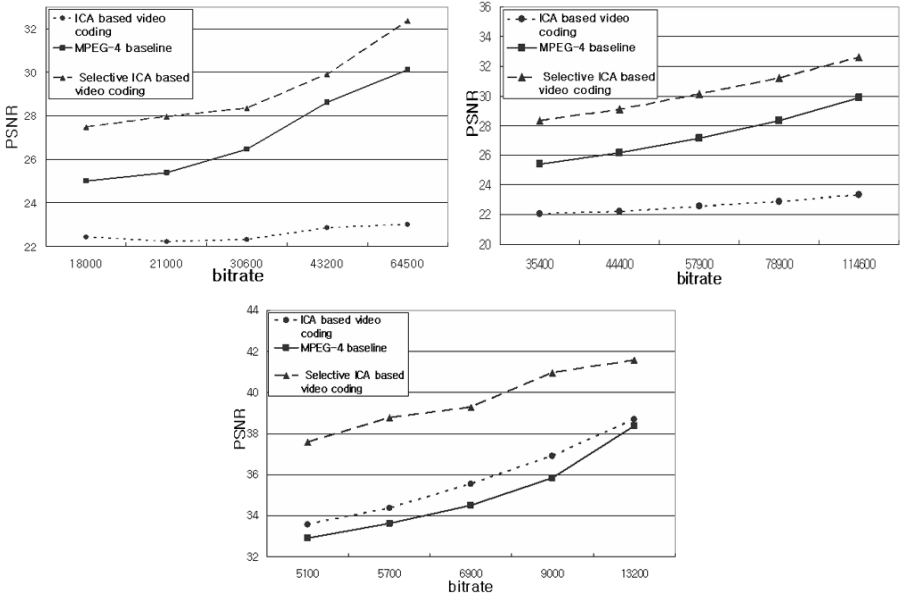 ICA based video
coding
MPEG-4 baseline
Selective ICA based
video coding
PSNR
32
30
28
26
24
22
18000 21000 30600 43200 64500
bitrate
ICA based video
coding
MPEG-4 baseline
Selective ICA based
video coding
PSNR
36
34
32
30
28
26
24
22
20
35400 44400 57900 78900 114600
bitrate
ICA based video
coding
MPEG-4 baseline
Selective ICA based
video coding
PSNR
44
42
40
38
36
34
32
5100 5700 6900 9000 13200
bitrate